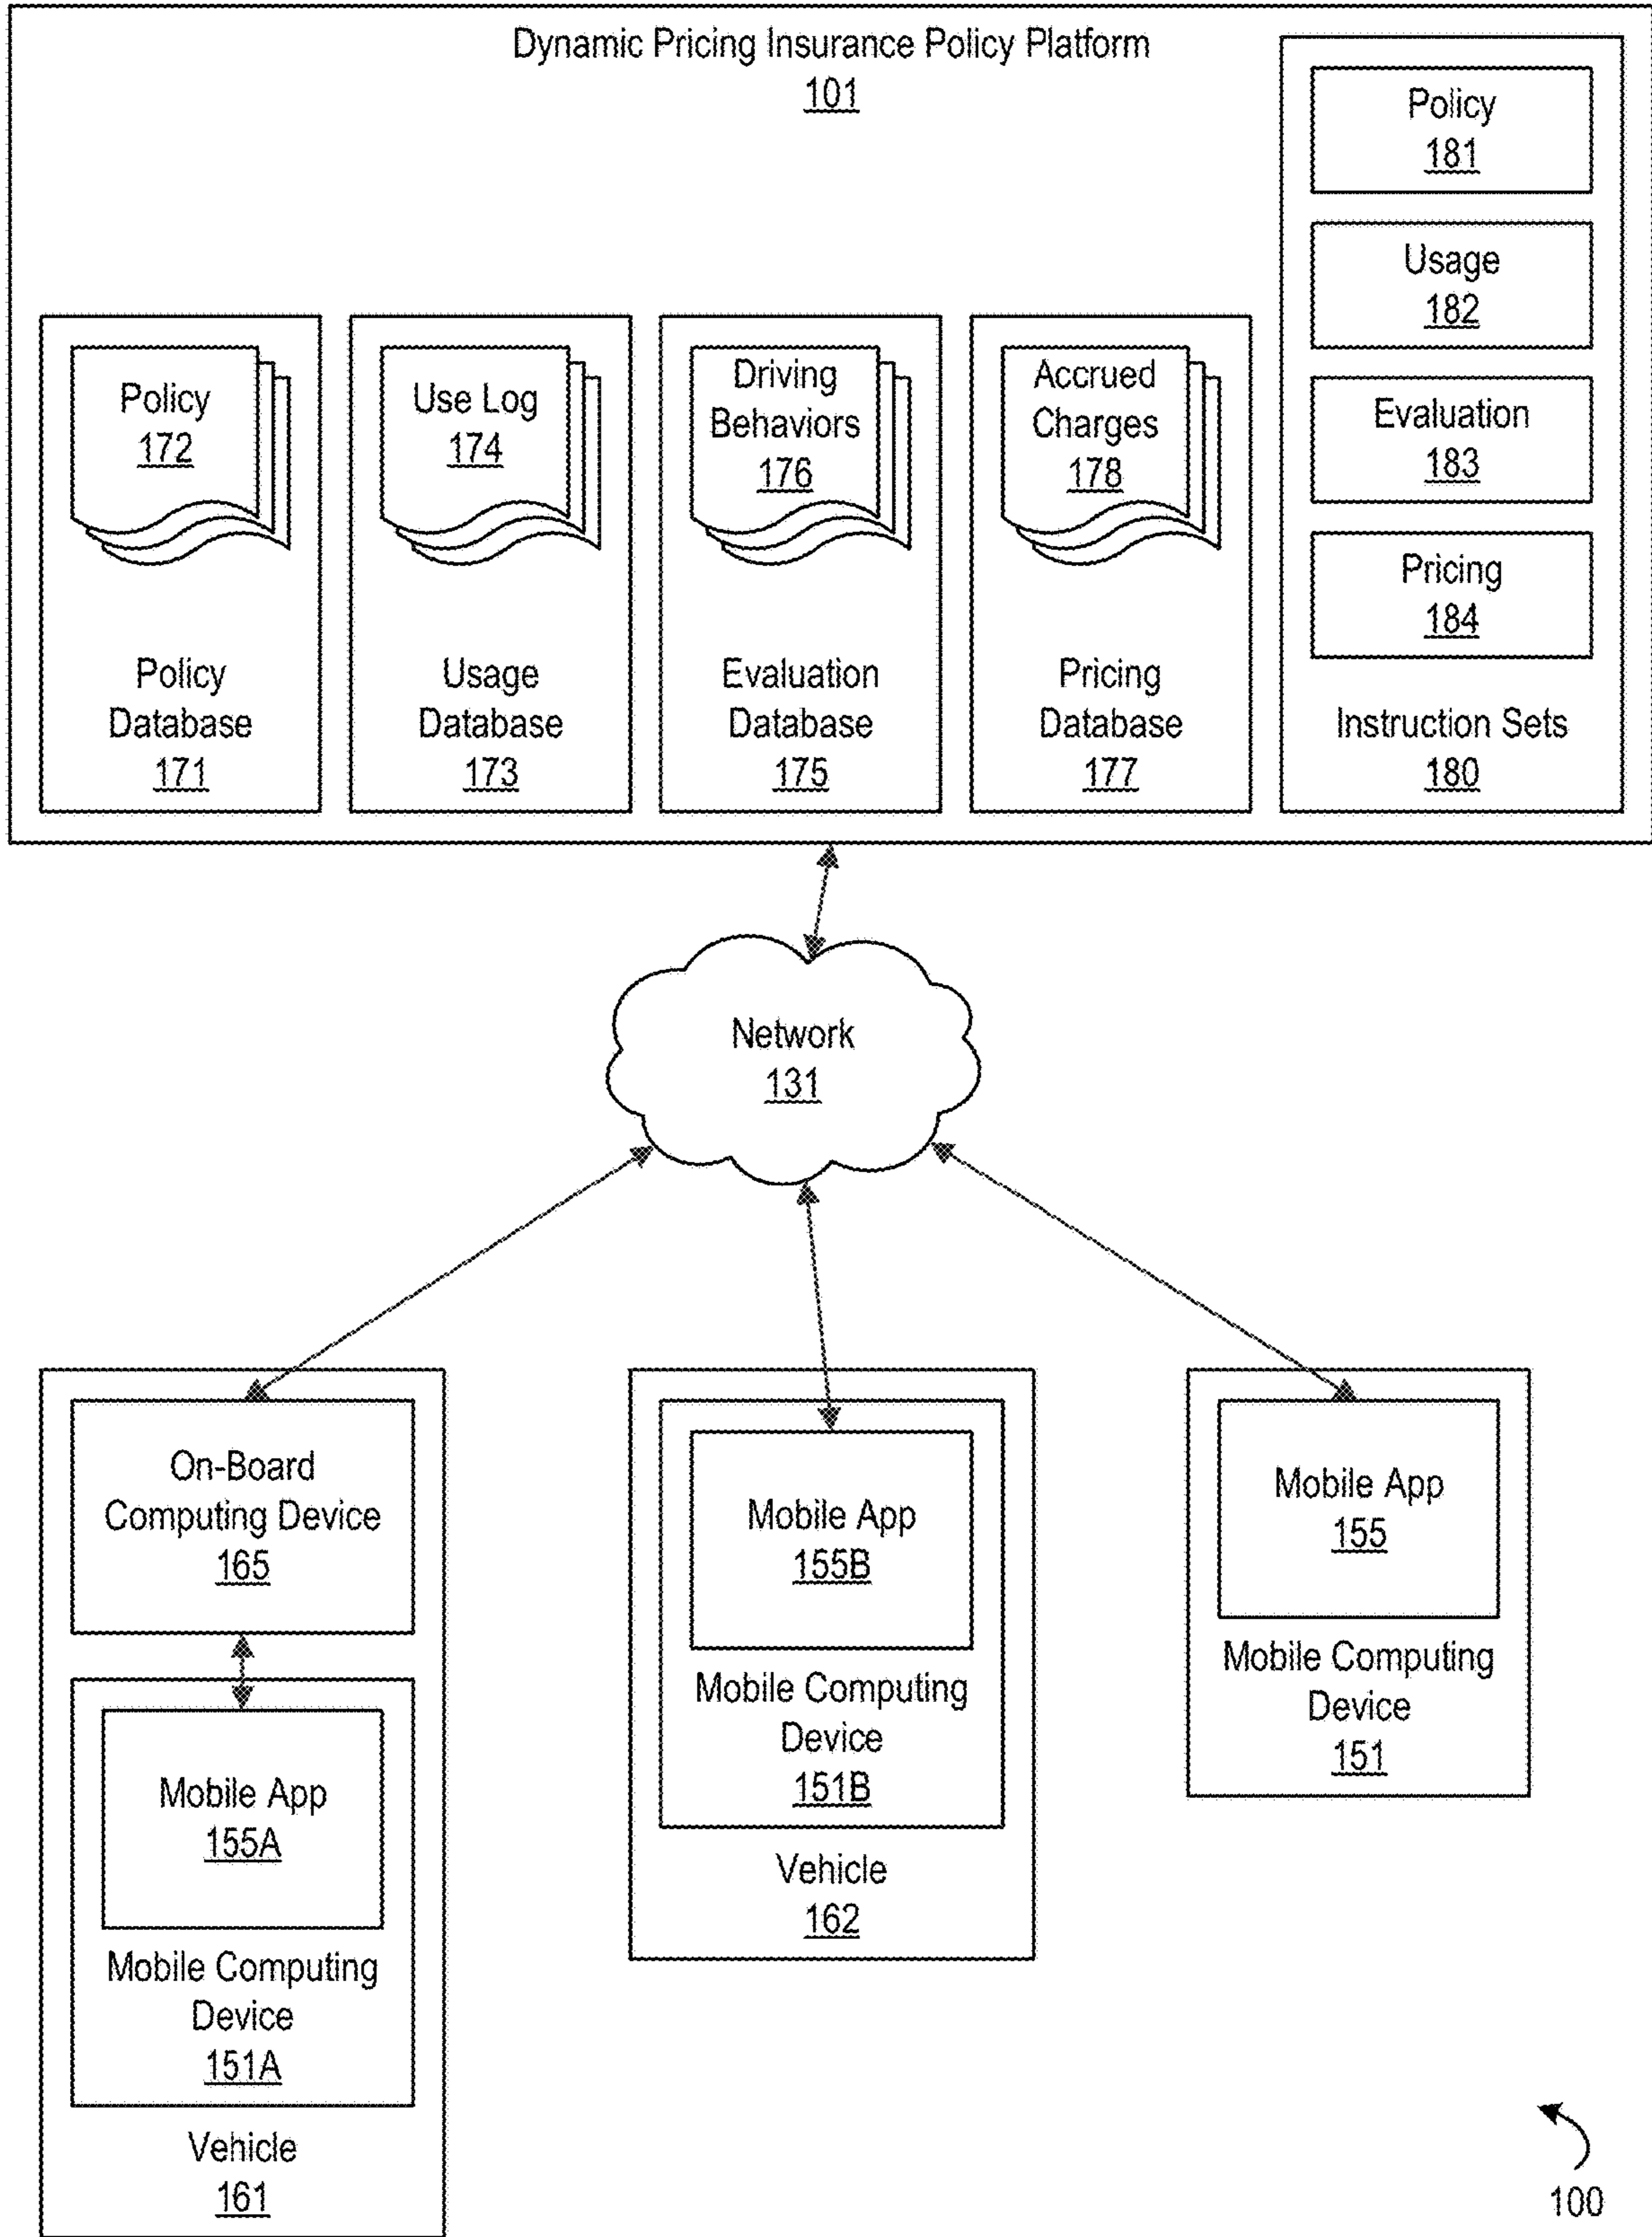 Dynamic Pricing Insurance Policy Platform
101
Policy
181
Usage
182
Evaluation
183
Pricing
184
Instruction Sets
180
Policy
172
Policy
Database
171
Use Log
174
Usage
Database
173
Driving
Behaviors
176
Evaluation
Database
175
Accrued
Charges
178
Pricing
Database
177
Network
131
On-Board
Computing Device
165
Mobile App
155A
Mobile Computing
Device
151A
Vehicle
161
Mobile App
155B
Mobile Computing
Device
151B
Vehicle
162
Mobile App
155
Mobile Computing
Device
151
100